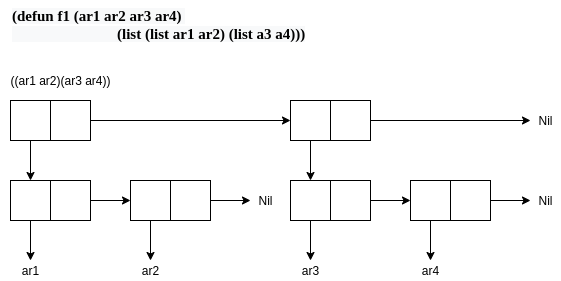 (defun f1 (ar1 ar2 ar3 ar4)
(list (list ar1 ar2) (list a3 a4)))
((ar1 ar2)(ar3 ar4))
Nil
Nil
Nil
ar1
ar2
ar3
ar4